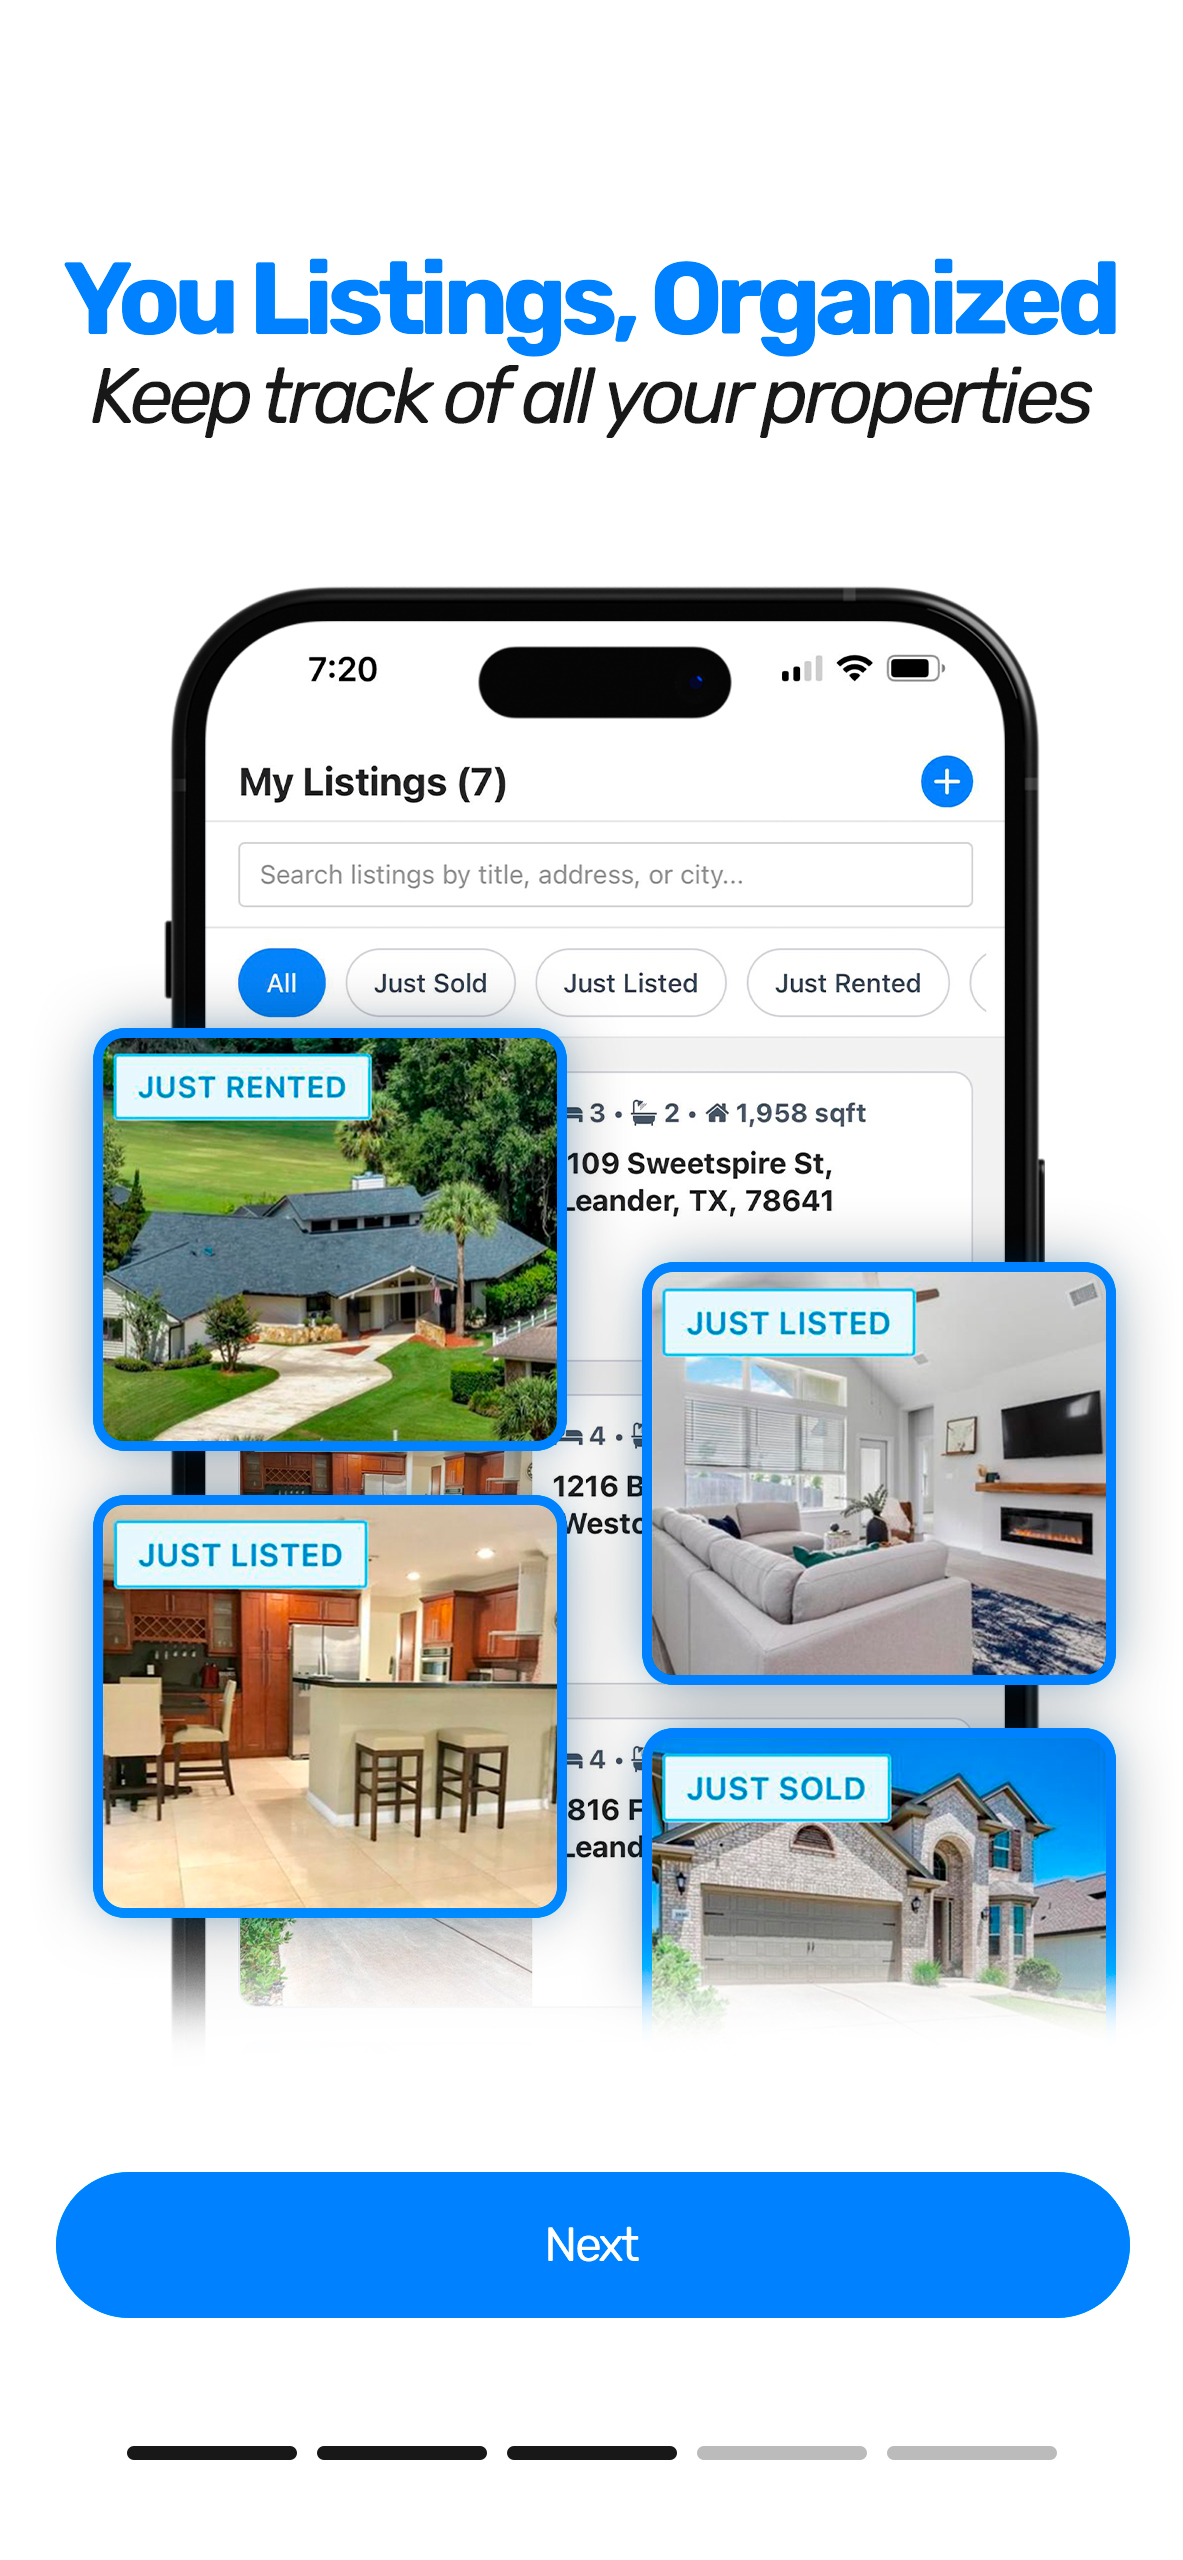 You Listings, Organized
Keep track of all your properties
7:20
My Listings (7)
Search listings by title, address, or city...
All
Just Sold
Just Listed
Just Rented
JUST RENTED
3 • 2 • 1,958 sqft
109 Sweetspire St,
Leander, TX, 78641
JUST LISTED
4 •
1216 B
Westo
JUST LISTED
4 •
816 F
Leand
JUST SOLD
Next